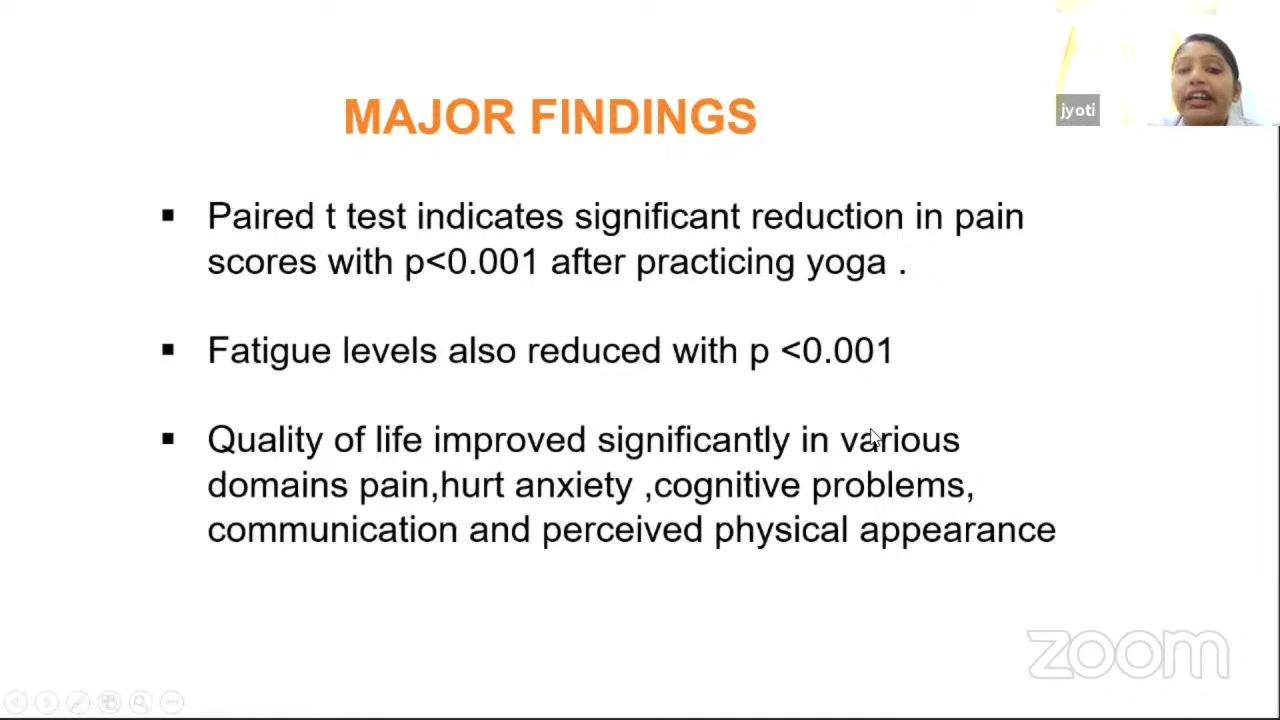 MAJOR FINDINGS
jyoti
▪ Paired t test indicates significant reduction in pain
scores with p<0.001 after practicing yoga .
▪ Fatigue levels also reduced with p <0.001
▪ Quality of life improved significantly in various
domains pain,hurt anxiety ,cognitive problems,
communication and perceived physical appearance
zoom